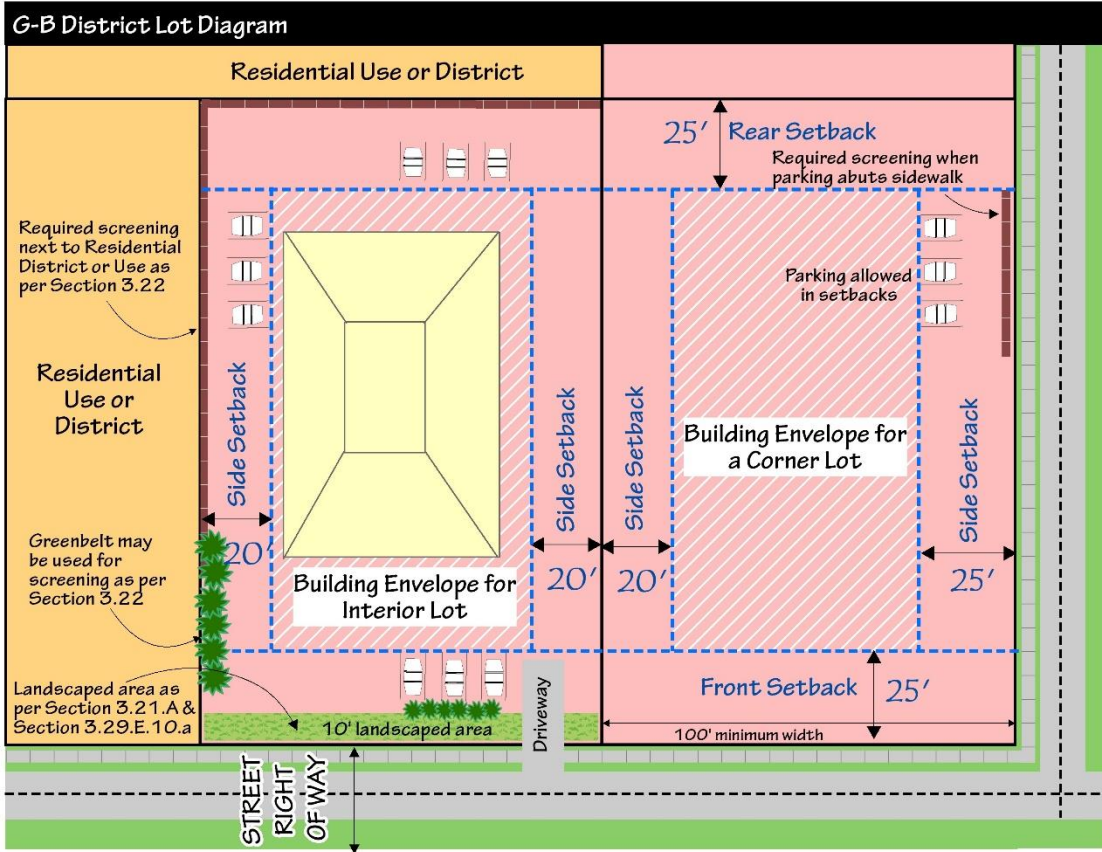 G-B District Lot Diagram
Residential Use or District
25'
Rear Setback
Required screening when
parking abuts sidewalk
Required screening
next to Residential
District or Use as
per Section 3.22
Parking allowed
in setbacks
Residential
Use or
District
Side Setback
20'
Building Envelope for
Interior Lot
Side Setback
20'
Side Setback
20'
Building Envelope for
a Corner Lot
Side Setback
25'
Greenbelt may
be used for
screening as per
Section 3.22
Landscaped area as
per Section 3.21.A &
Section 3.29.E.10.a
10' landscaped area
Driveway
Front Setback
25'
100' minimum width
STREET
RIGHT
OF WAY